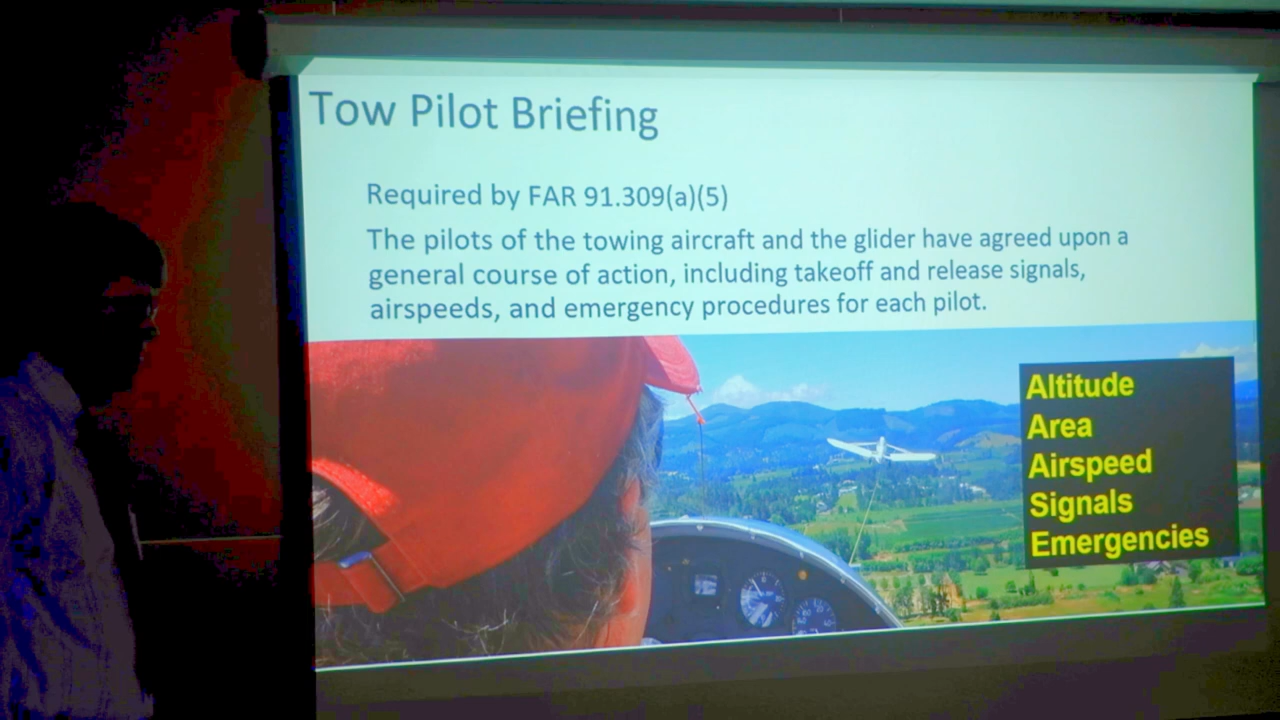 Tow Pilot Briefing
Required by FAR 91.309(a)(5)
The pilots of the towing aircraft and the glider have agreed upon a
general course of action, including takeoff and release signals,
airspeeds, and emergency procedures for each pilot.
Altitude
Area
Airspeed
Signals
Emergencies